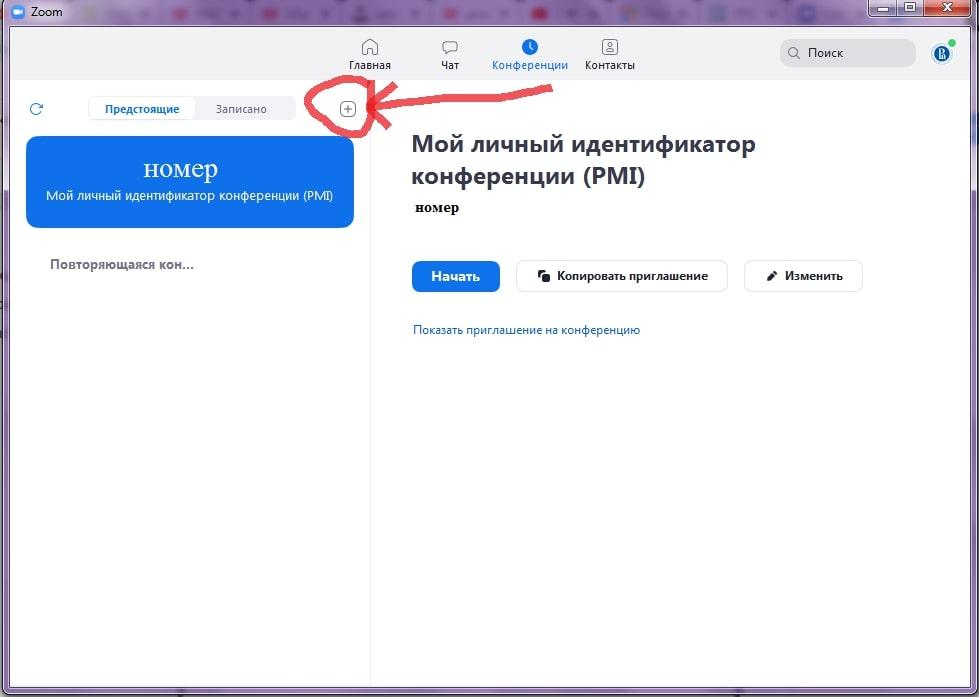 Zoom
Главная
Чат
Конференции
Контакты
Поиск
Предстоящие
Записано
номер
Мой личный идентификатор конференции (PMI)
Повторяющаяся кон...
Мой личный идентификатор
конференции (PMI)
номер
Начать
Копировать приглашение
Изменить
Показать приглашение на конференцию